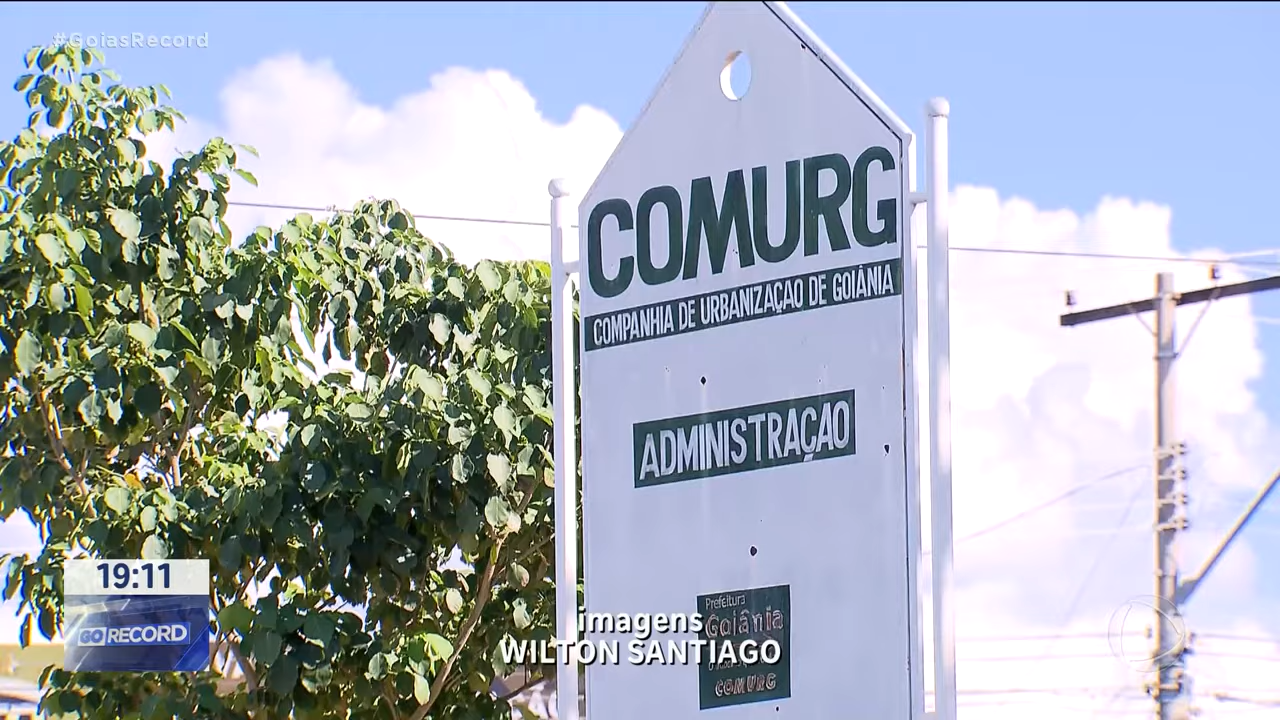 #GoiasRecord
COMURG
COMPANHIA DE URBANIZAÇAO DE GOIÂNIA
ADMINISTRAÇAO
Prefeitura
Goiânia
COMURG
imagens
WILTON SANTIAGO
19:11
GO RECORD